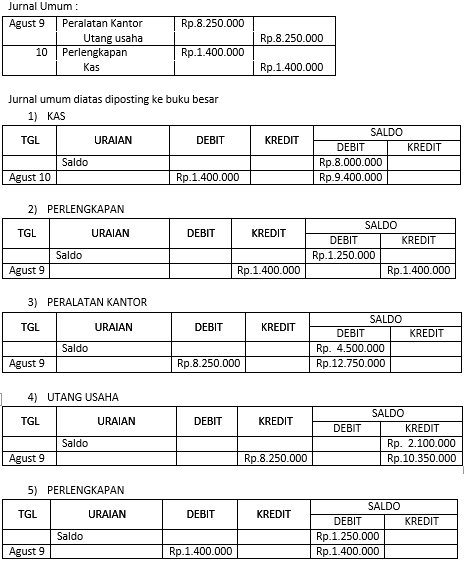 Jurnal Umum :
Agust 9 Peralatan Kantor Rp.8.250.000
Utang usaha Rp.8.250.000
10 Perlengkapan Rp.1.400.000
Kas Rp.1.400.000
Jurnal umum diatas diposting ke buku besar
1) KAS
TGL URAIAN DEBIT KREDIT SALDO
DEBIT KREDIT
Saldo Rp.8.000.000
Agust 10 Rp.1.400.000 Rp.9.400.000
2) PERLENGKAPAN
TGL URAIAN DEBIT KREDIT SALDO
DEBIT KREDIT
Saldo Rp.1.250.000
Agust 9 Rp.1.400.000 Rp.1.400.000
3) PERALATAN KANTOR
TGL URAIAN DEBIT KREDIT SALDO
DEBIT KREDIT
Saldo Rp. 4.500.000
Agust 9 Rp.8.250.000 Rp.12.750.000
4) UTANG USAHA
TGL URAIAN DEBIT KREDIT SALDO
DEBIT KREDIT
Saldo Rp. 2.100.000
Agust 9 Rp.8.250.000 Rp.10.350.000
5) PERLENGKAPAN
TGL URAIAN DEBIT KREDIT SALDO
DEBIT KREDIT
Saldo Rp.1.250.000
Agust 9 Rp.1.400.000 Rp.1.400.000